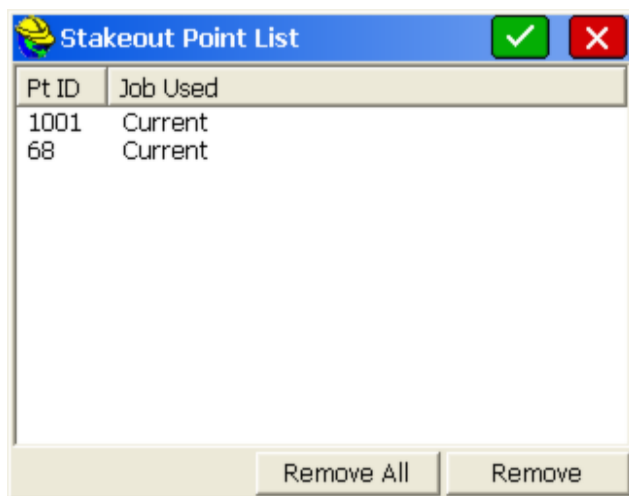 Stakeout Point List
Pt ID Job Used
1001 Current
68 Current
Remove All Remove